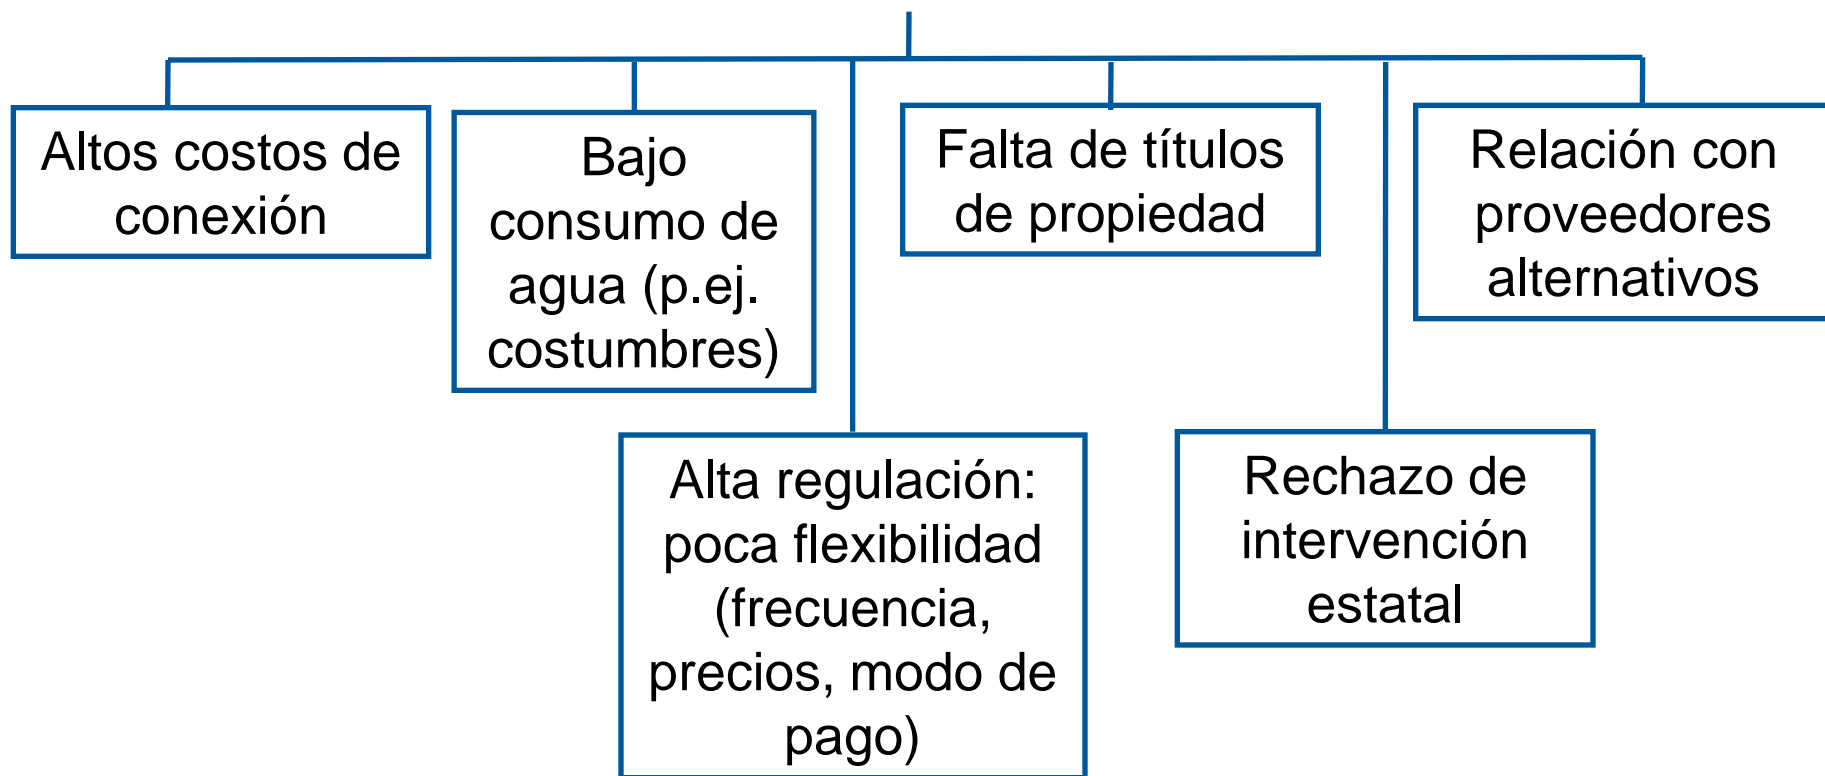 Altos costos de
conexión
Bajo
consumo de
agua (p.ej.
costumbres)
Falta de títulos
de propiedad
Relación con
proveedores
alternativos
Alta regulación:
poca flexibilidad
(frecuencia,
precios, modo de
pago)
Rechazo de
intervención
estatal